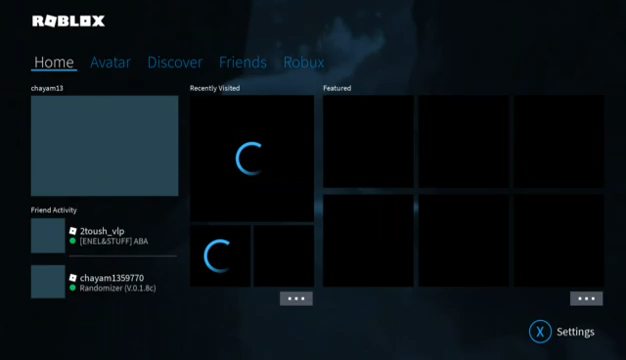 ROBLOX
Home Avatar Discover Friends Robux
chayam13
Recently Visited
Featured
Friend Activity
2toush_vlp
[ENEL&STUFF] ABA
chayam1359770
Randomizer (V.0.1.8c)
X Settings